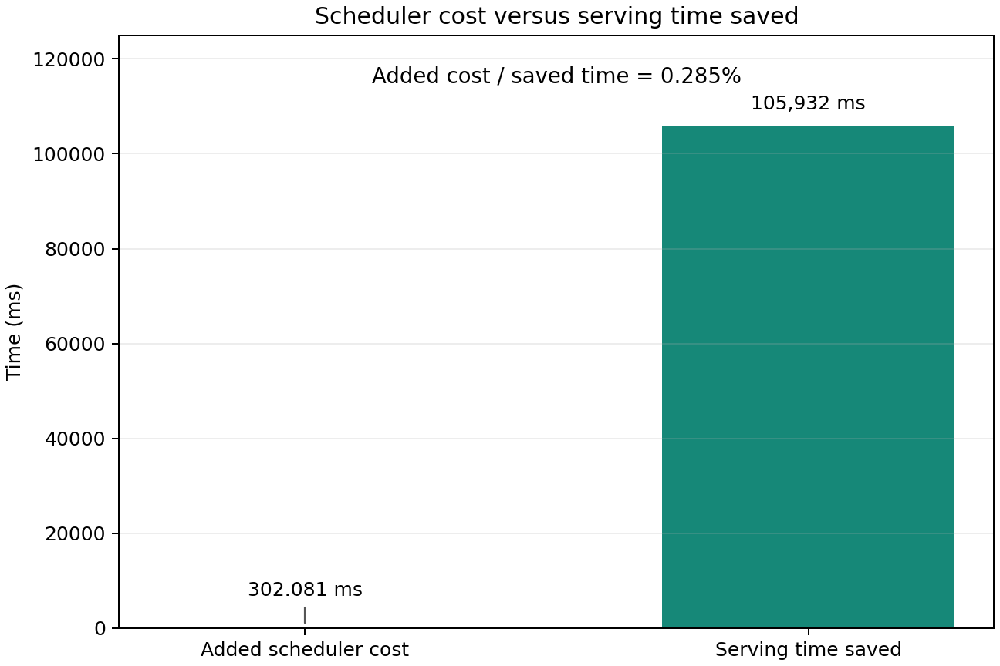 Scheduler cost versus serving time saved
Added cost / saved time = 0.285%
105,932 ms
120000
100000
80000
60000
40000
20000
0
Time (ms)
302.081 ms
Added scheduler cost
Serving time saved